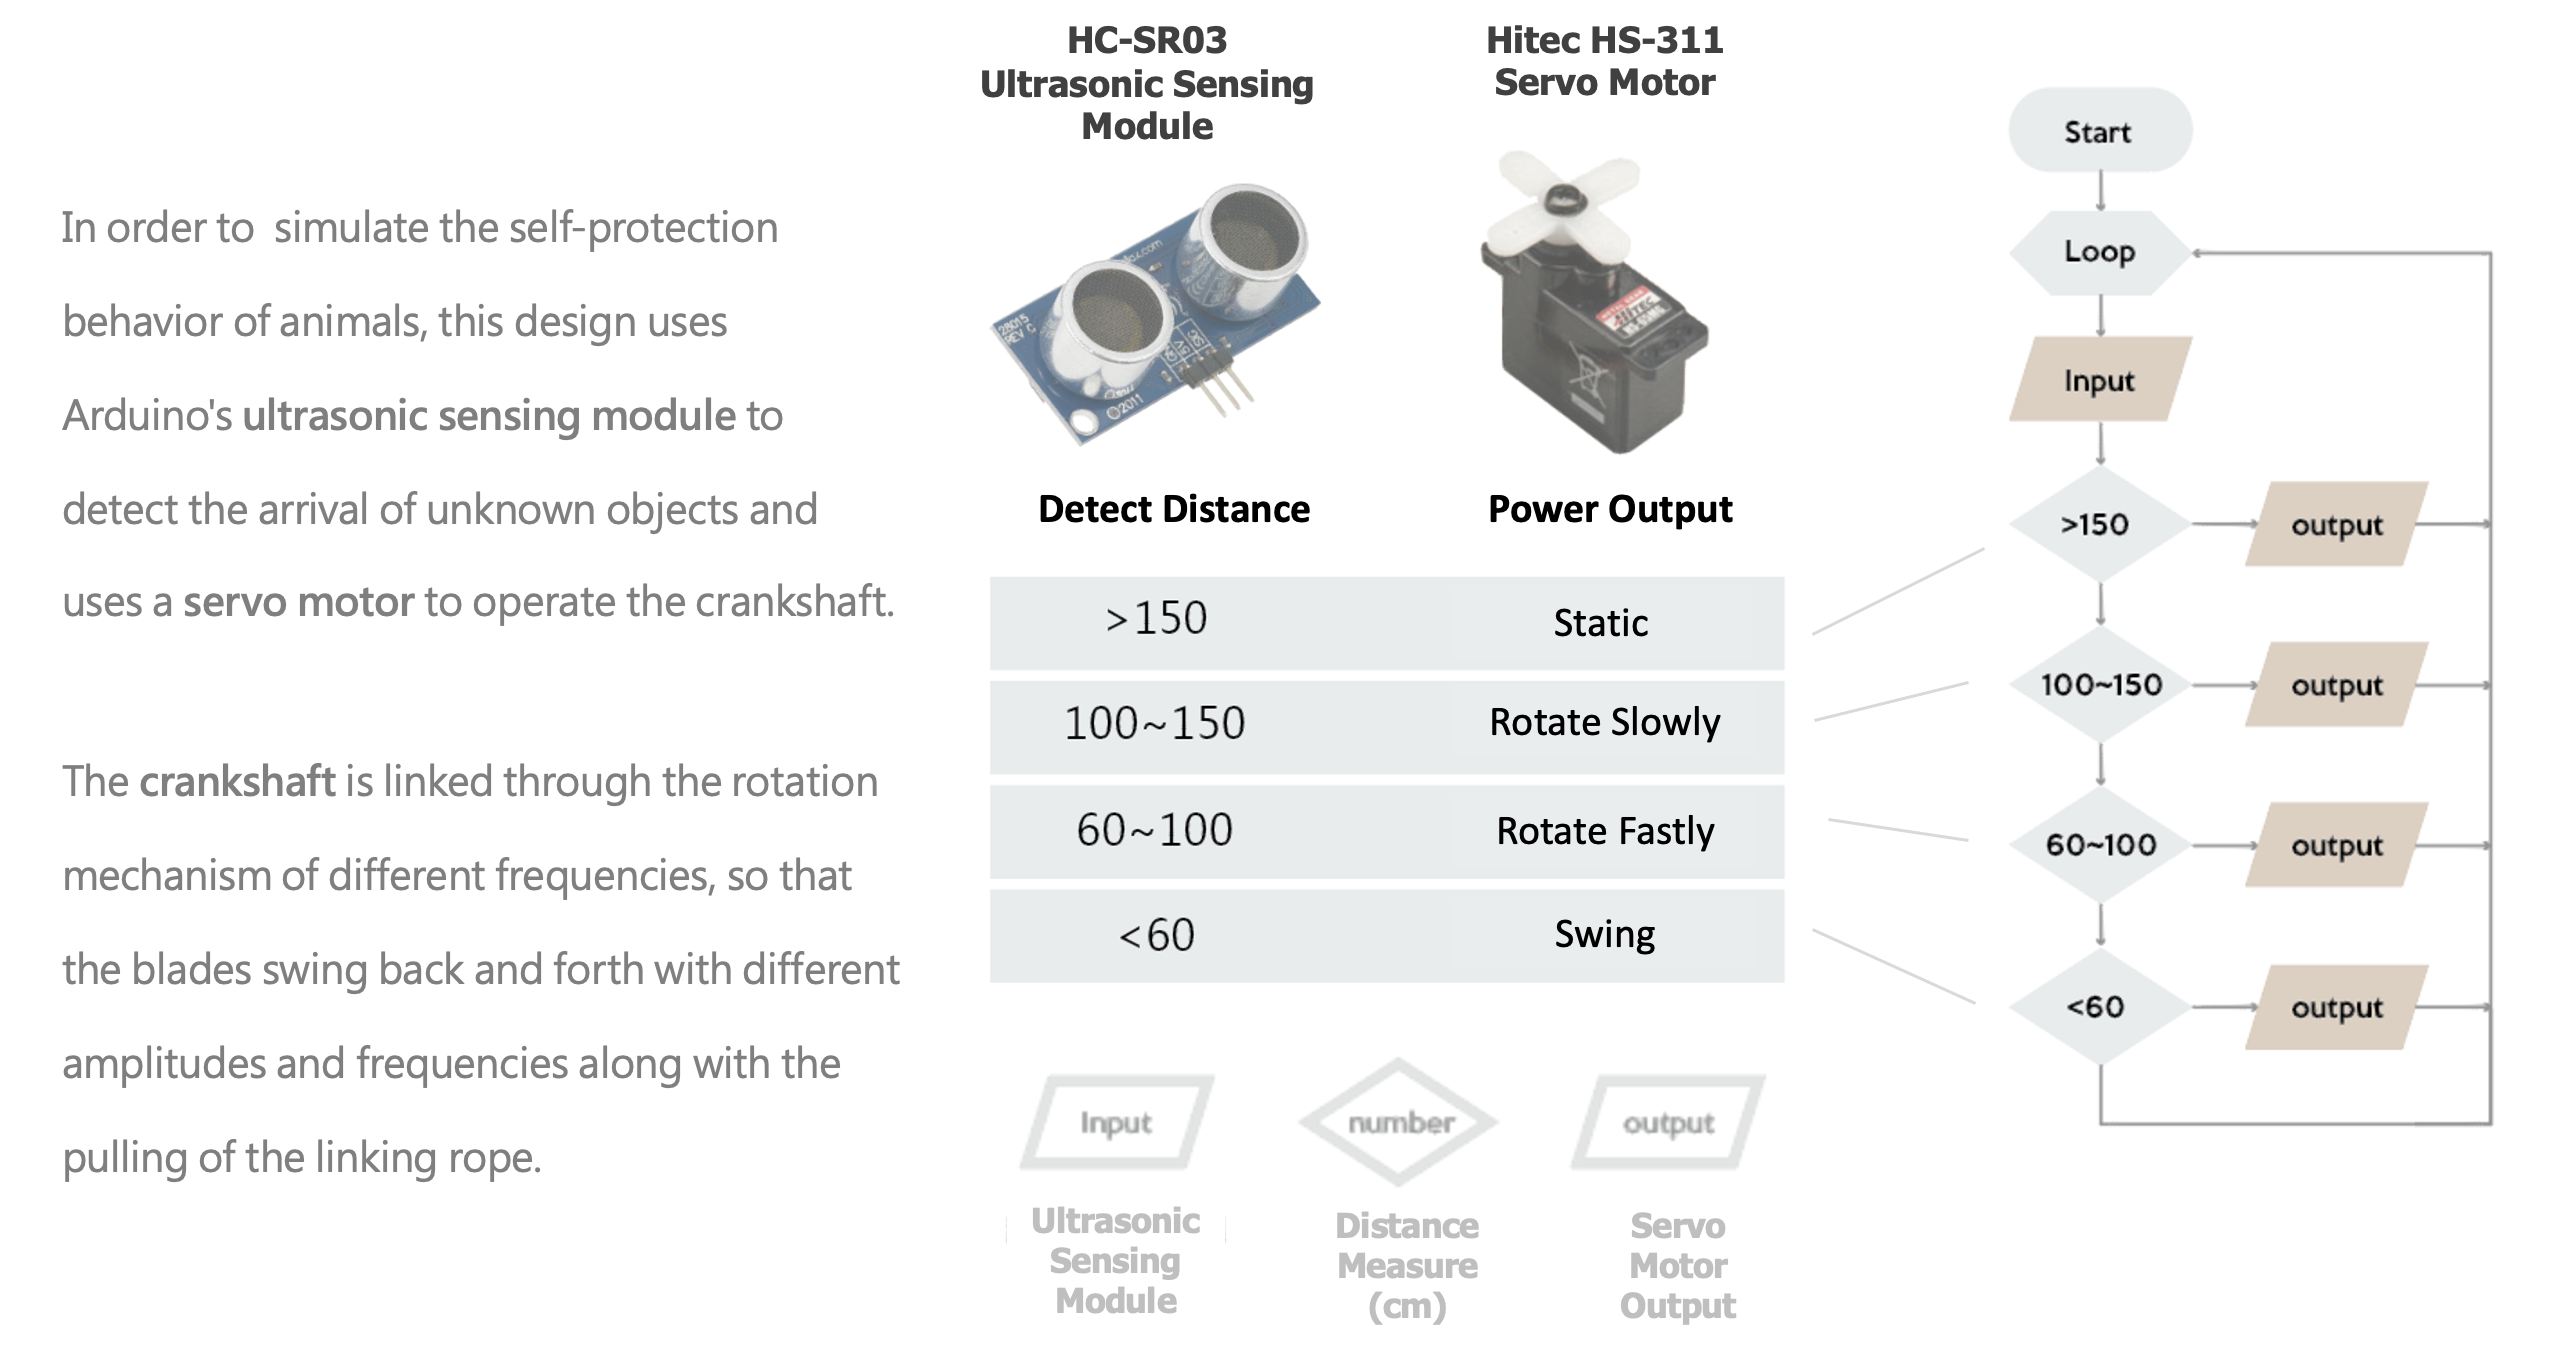 In order to  simulate the self-protection
behavior of animals, this design uses
Arduino's ultrasonic sensing module to
detect the arrival of unknown objects and
uses a servo motor to operate the crankshaft.
The crankshaft is linked through the rotation
mechanism of different frequencies, so that
the blades swing back and forth with different
amplitudes and frequencies along with the
pulling of the linking rope.
HC-SR03
Ultrasonic Sensing
Module
28015
REV C
©2011
Detect Distance
Hitec HS-311
Servo Motor
HITEC
Power Output
>150 Static
100~150 Rotate Slowly
60~100 Rotate Fastly
<60 Swing
Input
Ultrasonic
Sensing
Module
number
Distance
Measure
(cm)
output
Servo
Motor
Output
Start
Loop
Input
>150 output
100~150 output
60~100 output
<60 output